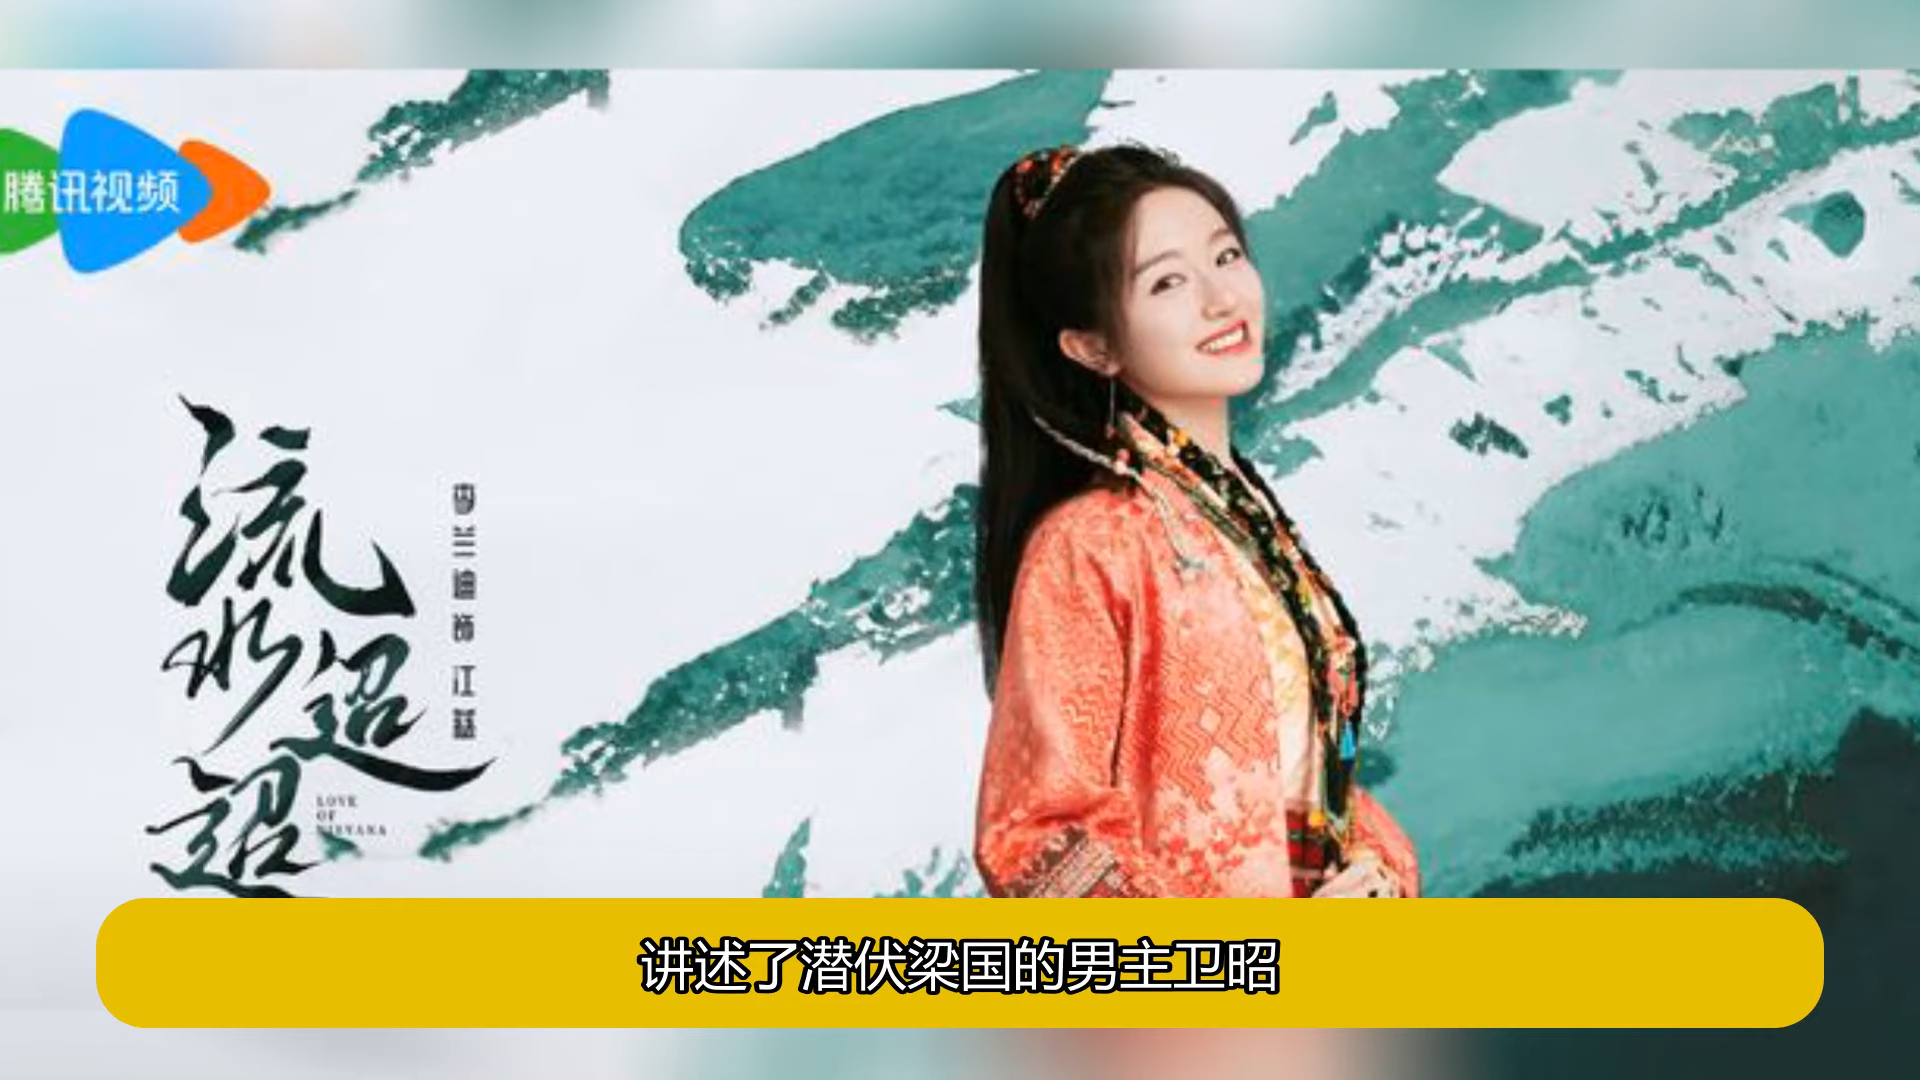 腾讯视频
流水迢迢
李兰迪 饰 江慈
LOVE
OF
NIRVANA
讲述了潜伏梁国的男主卫昭